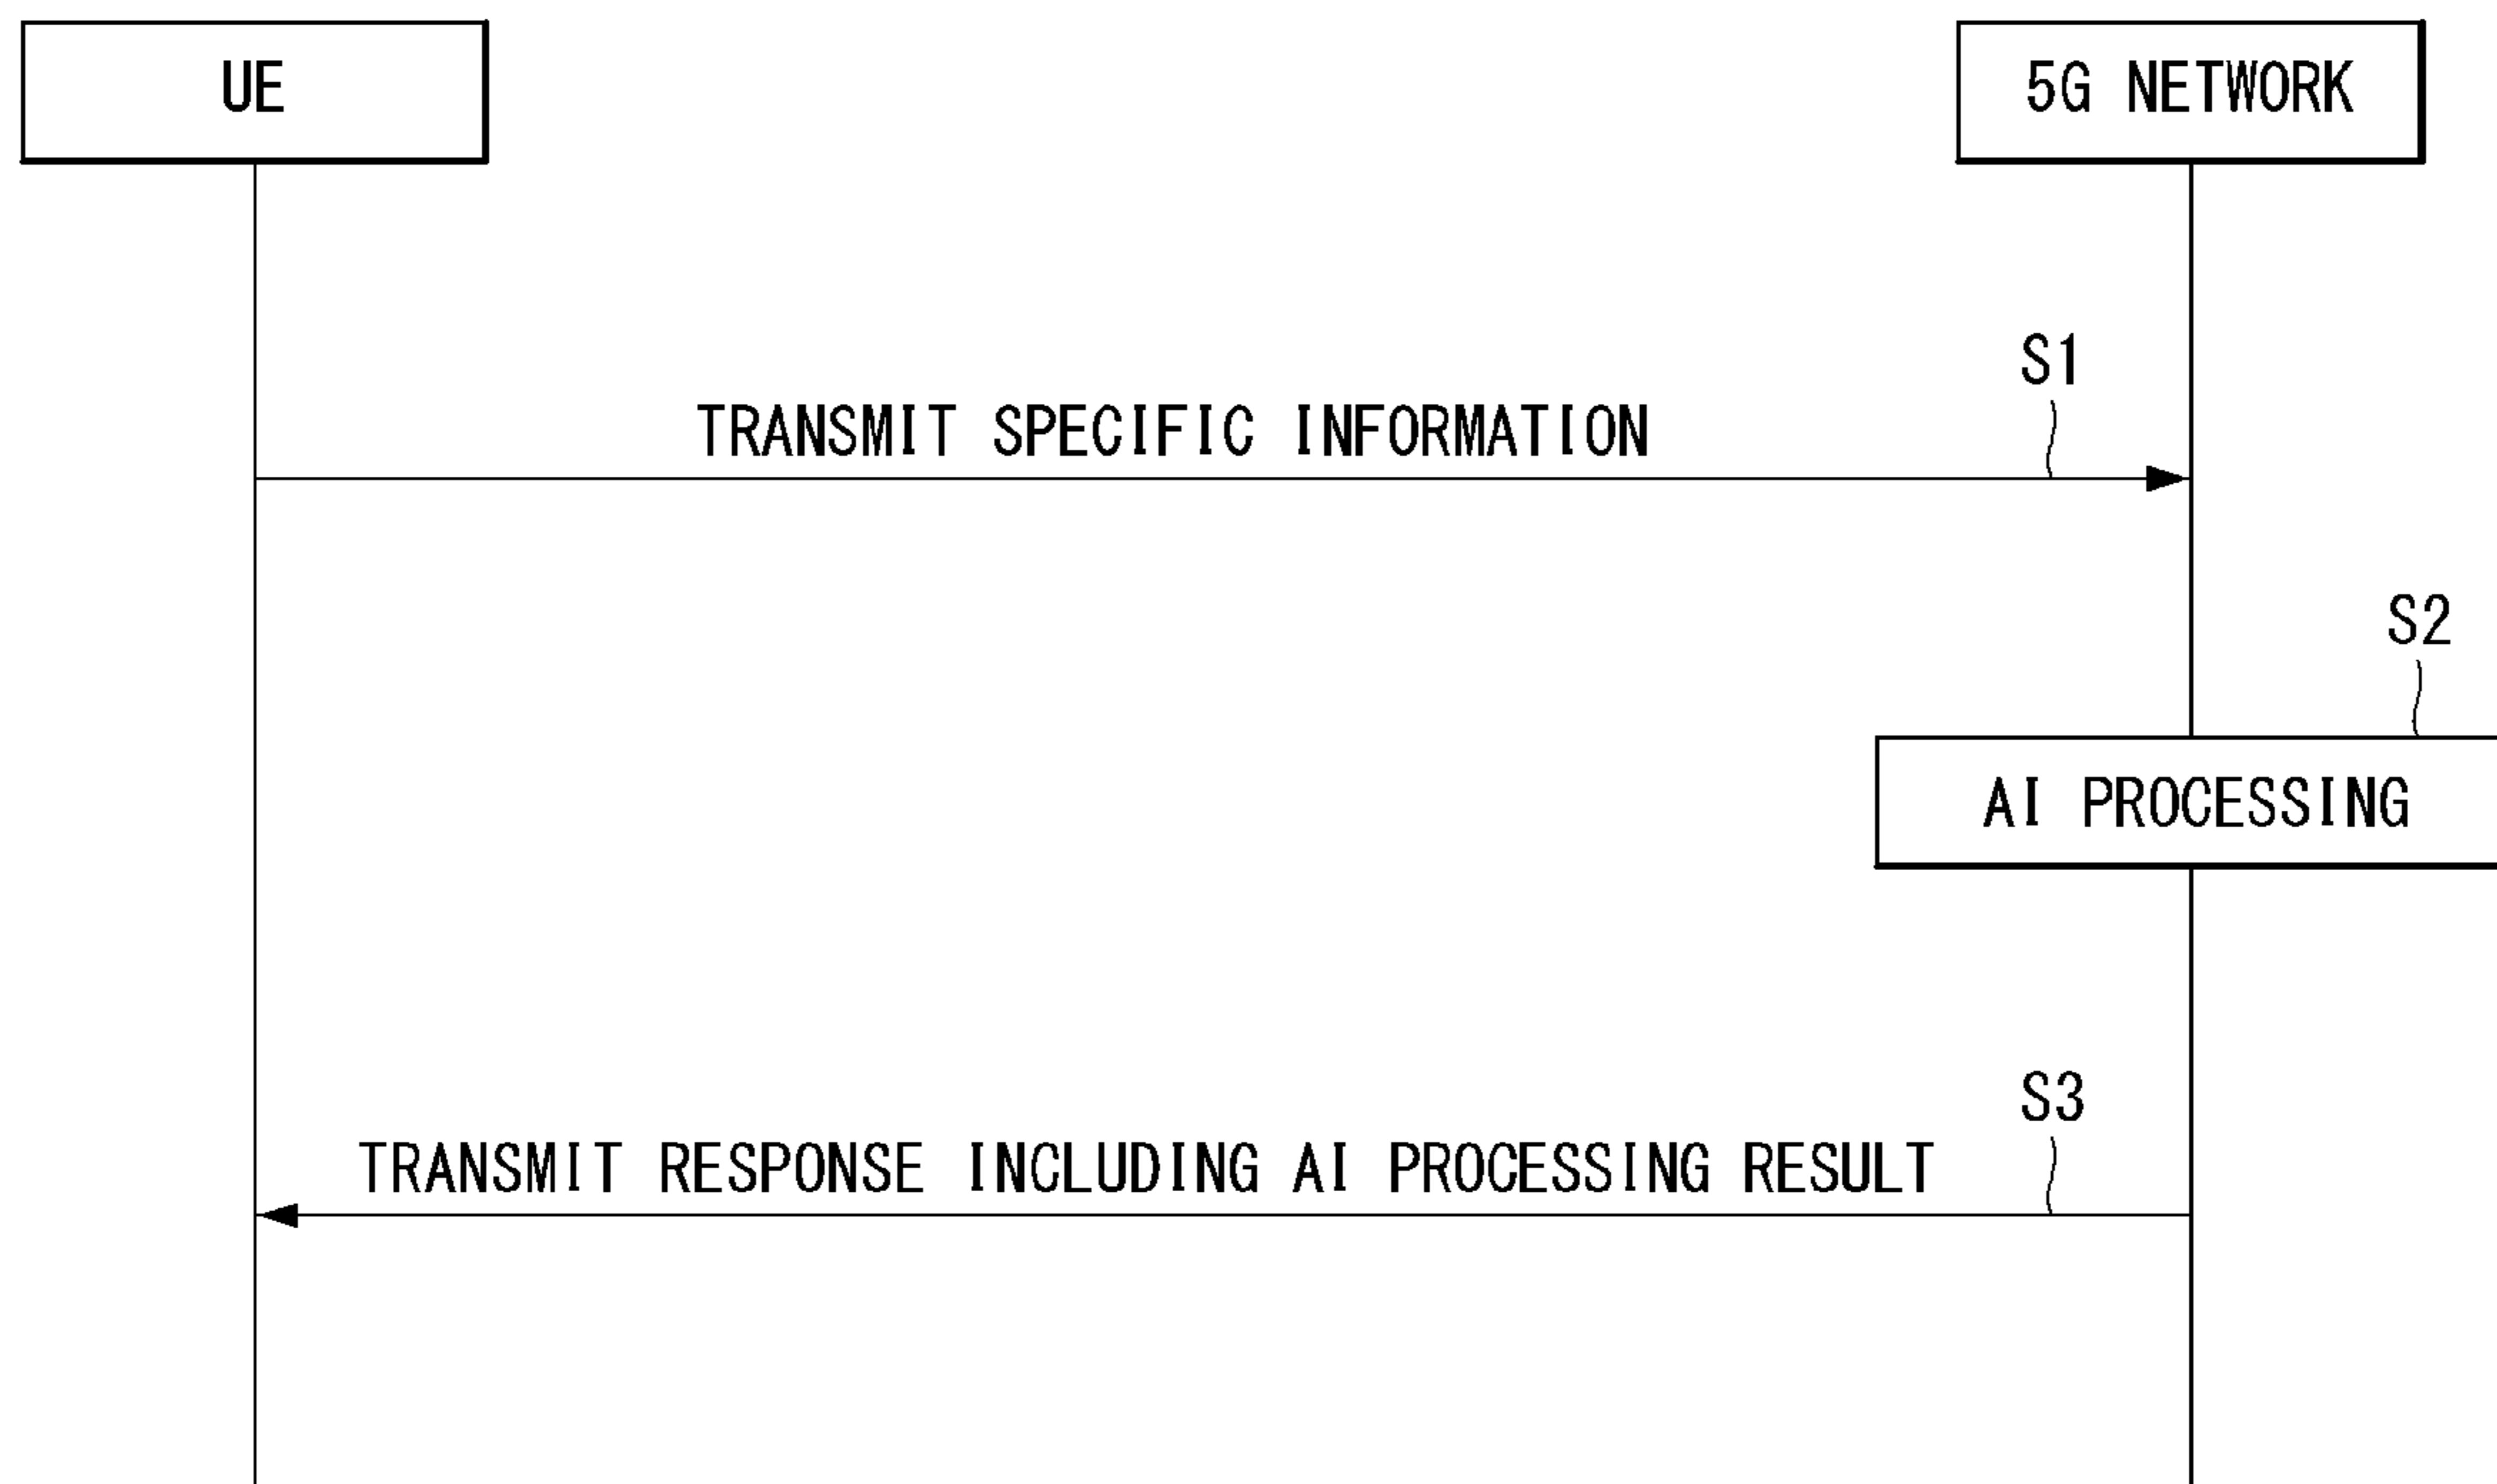 UE
5G NETWORK
S1
TRANSMIT SPECIFIC INFORMATION
S2
AI PROCESSING
S3
TRANSMIT RESPONSE INCLUDING AI PROCESSING RESULT